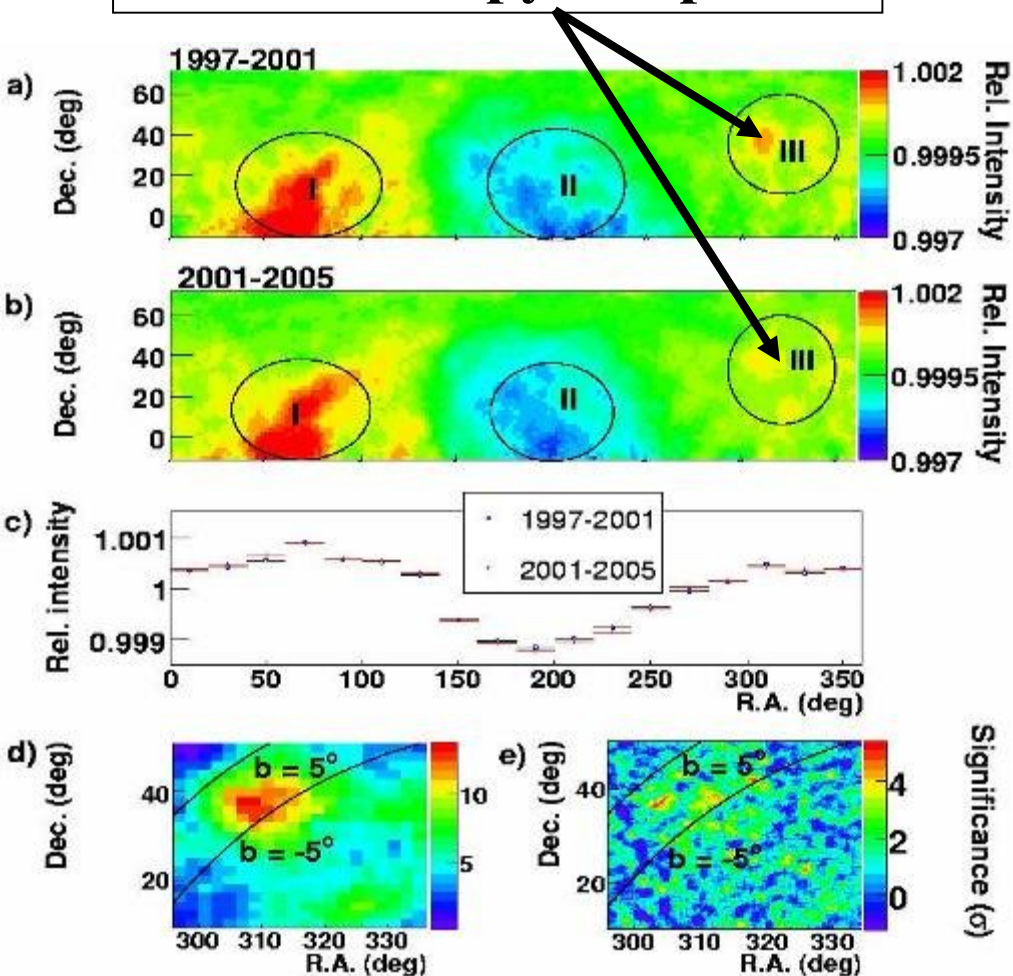 1997-2001
a)
Dec. (deg)
60
40
20
0
I
II
III
1.002
0.9995
0.997
Rel. Intensity
2001-2005
b)
Dec. (deg)
60
40
20
0
I
II
III
1.002
0.9995
0.997
Rel. Intensity
c)
Rel. intensity
1.001
1
0.999
1997-2001
2001-2005
0 50 100 150 200 250 300 350
R.A. (deg)
d)
Dec. (deg)
40
20
b = 5°
b = -5°
10
5
300 310 320 330
R.A. (deg)
e)
Dec. (deg)
40
20
b = 5°
b = -5°
4
2
0
Significance (σ)
300 310 320 330
R.A. (deg)